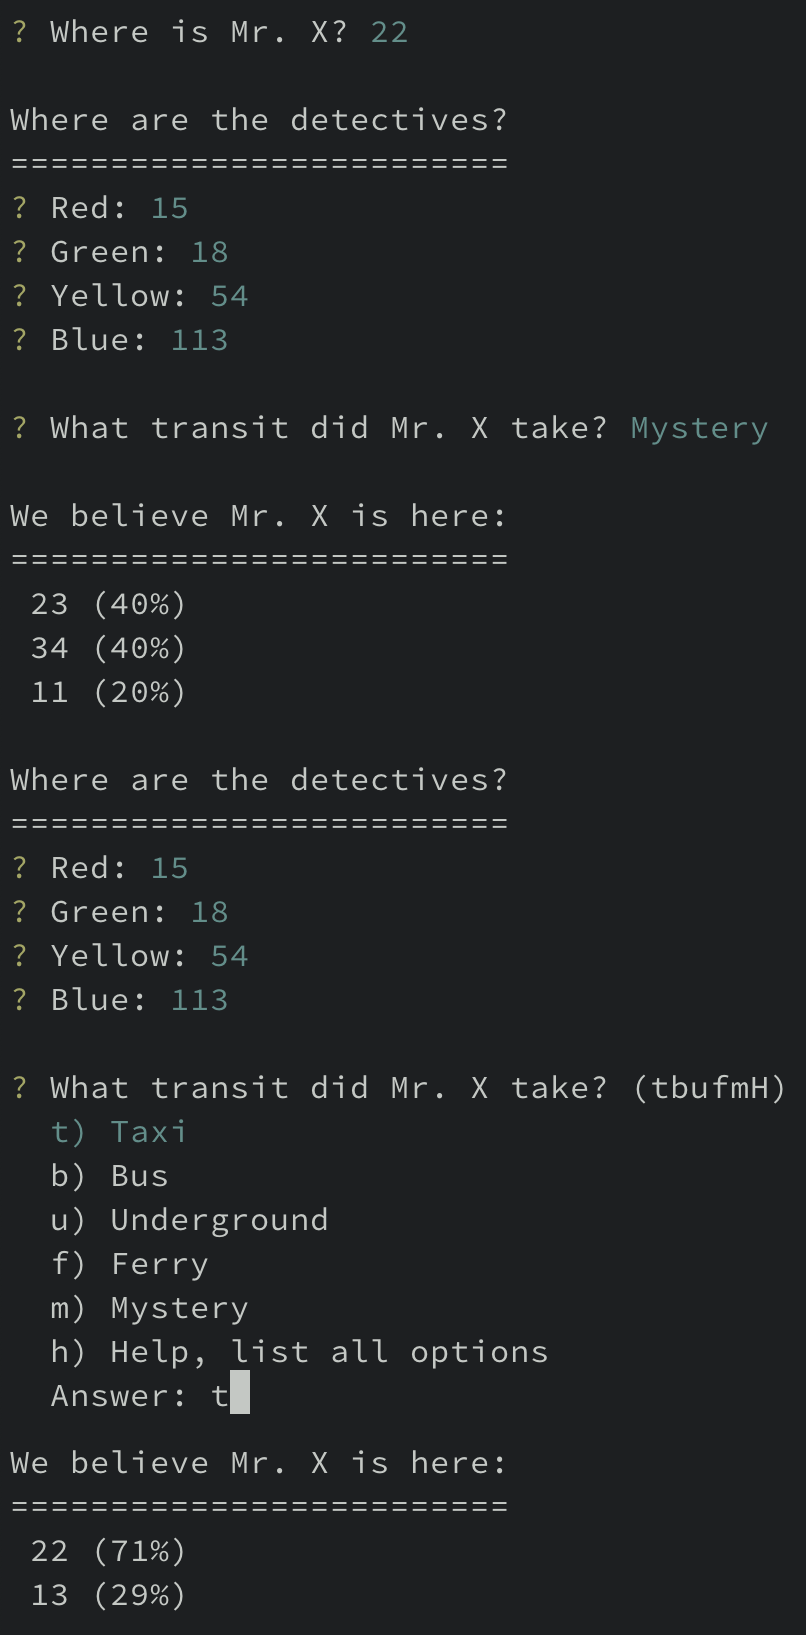 ? Where is Mr. X? 22
Where are the detectives?
=========================
? Red: 15
? Green: 18
? Yellow: 54
? Blue: 113
? What transit did Mr. X take? Mystery
We believe Mr. X is here:
=========================
23 (40%)
34 (40%)
11 (20%)
Where are the detectives?
=========================
? Red: 15
? Green: 18
? Yellow: 54
? Blue: 113
? What transit did Mr. X take? (tbufmH)
t) Taxi
b) Bus
u) Underground
f) Ferry
m) Mystery
h) Help, list all options
Answer: t
We believe Mr. X is here:
=========================
22 (71%)
13 (29%)